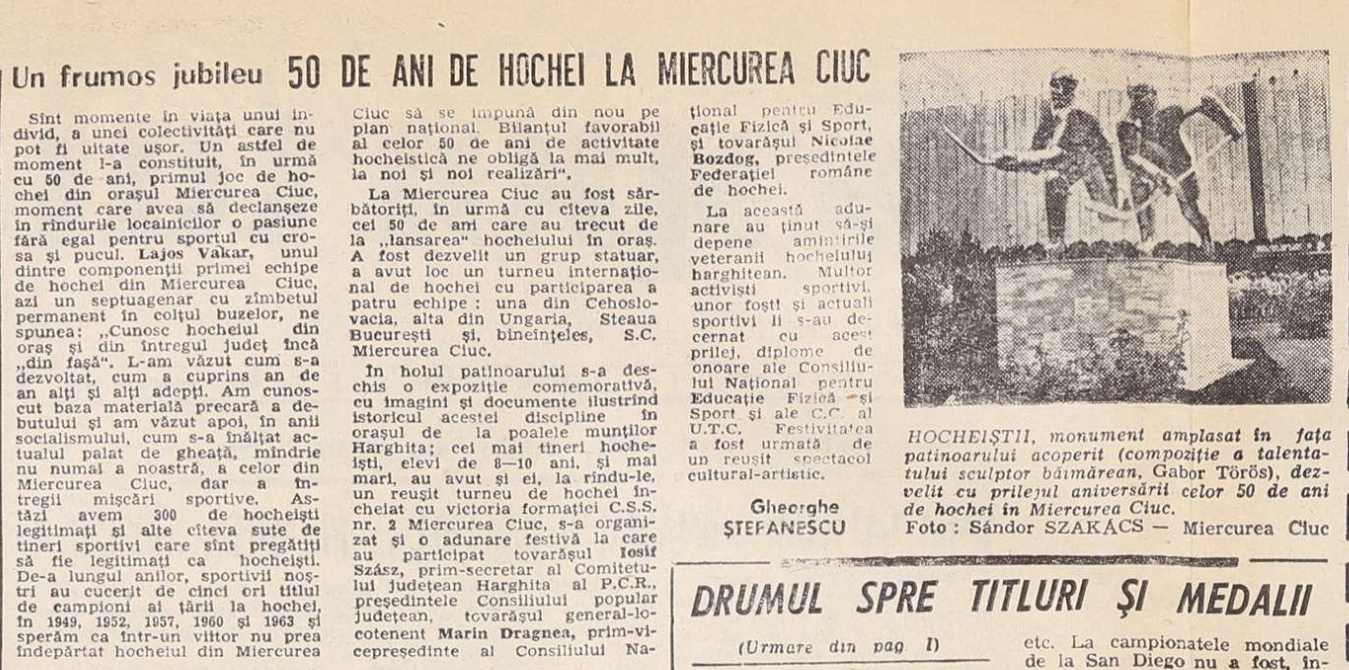 Un frumos jubileu 50 DE ANI DE HOCHEI LA MIERCUREA CIUC
Sînt momente în viața unui in-
divid, a unei colectivități care nu
pot fi uitate ușor. Un astfel de
moment l-a constituit, în urmă
cu 50 de ani, primul joc de ho-
chei din orașul Miercurea Ciuc,
moment care avea să declanșeze
în rîndurile localnicilor o pasiune
fără egal pentru sportul cu cro-
sa și pucul. Lajos Vakar, unul
dintre componenții primei echipe
de hochei din Miercurea Ciuc,
azi un septuagenar cu zîmbetul
permanent în colțul buzelor, ne
spunea: „Cunosc hocheiul din
oraș și din întregul județ încă
„din fașă“. L-am văzut cum s-a
dezvoltat, cum a cuprins an de
an alți și alți adepți. Am cunos-
cut baza materială precară a de-
butului și am văzut apoi, în anii
socialismului, cum s-a înălțat ac-
tualul palat de gheață, mîndrie
nu numai a noastră, a celor din
Miercurea Ciuc, dar a în-
tregii mișcări sportive. As-
tăzi avem 300 de hocheiști
legitimați și alte cîteva sute de
tineri sportivi care sînt pregătiți
să fie legitimați ca hocheiști.
De-a lungul anilor, sportivii noș-
tri au cucerit de cinci ori titlul
de campioni ai țării la hochei,
în 1949, 1952, 1957, 1960 și 1963 și
sperăm ca într-un viitor nu prea
îndepărtat hocheiul din Miercurea
Ciuc să se impună din nou pe
plan național. Bilanțul favorabil
al celor 50 de ani de activitate
hocheistică ne obligă la mai mult,
la noi și noi realizări“.
La Miercurea Ciuc au fost săr-
bătoriți, în urmă cu cîteva zile,
cei 50 de ani care au trecut de
la „lansarea“ hocheiului în oraș.
A fost dezvelit un grup statuar,
a avut loc un turneu internațio-
nal de hochei cu participarea a
patru echipe : una din Cehoslo-
vacia, alta din Ungaria, Steaua
București și, bineînțeles, S.C.
Miercurea Ciuc.
În holul patinoarului s-a des-
chis o expoziție comemorativă,
cu imagini și documente ilustrînd
istoricul acestei discipline în
orașul de la poalele munților
Harghita; cei mai tineri hoche-
iști, elevi de 8—10 ani, și mai
mari, au avut și ei, la rîndu-le,
un reușit turneu de hochei în-
cheiat cu victoria formației C.S.S.
nr. 2 Miercurea Ciuc, s-a organi-
zat și o adunare festivă la care
au participat tovarășul Iosif
Szász, prim-secretar al Comitetu-
lui județean Harghita al P.C.R.,
președintele Consiliului popular
județean, tovarășul general-lo-
cotenent Marin Dragnea, prim-vi-
cepreședinte al Consiliului Na-
țional pentru Edu-
cație Fizică și Sport,
și tovarășul Nicolae
Bozdog, președintele
Federației române
de hochei.
La această adu-
nare au ținut să-și
depene amintirile
veteranii hocheiului
harghitean. Multor
activiști sportivi,
unor foști și actuali
sportivi li s-au de-
cernat cu acest
prilej, diplome de
onoare ale Consiliu-
lui Național pentru
Educație Fizică și
Sport și ale C.C. al
U.T.C. Festivitatea
a fost urmată de
un reușit spectacol
cultural-artistic.
Gheorghe
ȘTEFANESCU
HOCHEIȘTII, monument amplasat în fața
patinoarului acoperit (compoziție a talenta-
tului sculptor băimărean, Gabor Törös), dez-
velit cu prilejul aniversării celor 50 de ani
de hochei în Miercurea Ciuc.
Foto : Sándor SZAKÁCS — Miercurea Ciuc
DRUMUL SPRE TITLURI ȘI MEDALII
(Urmare din pag 1)
etc. La campionatele mondiale
de la San Diego nu a fost, în-